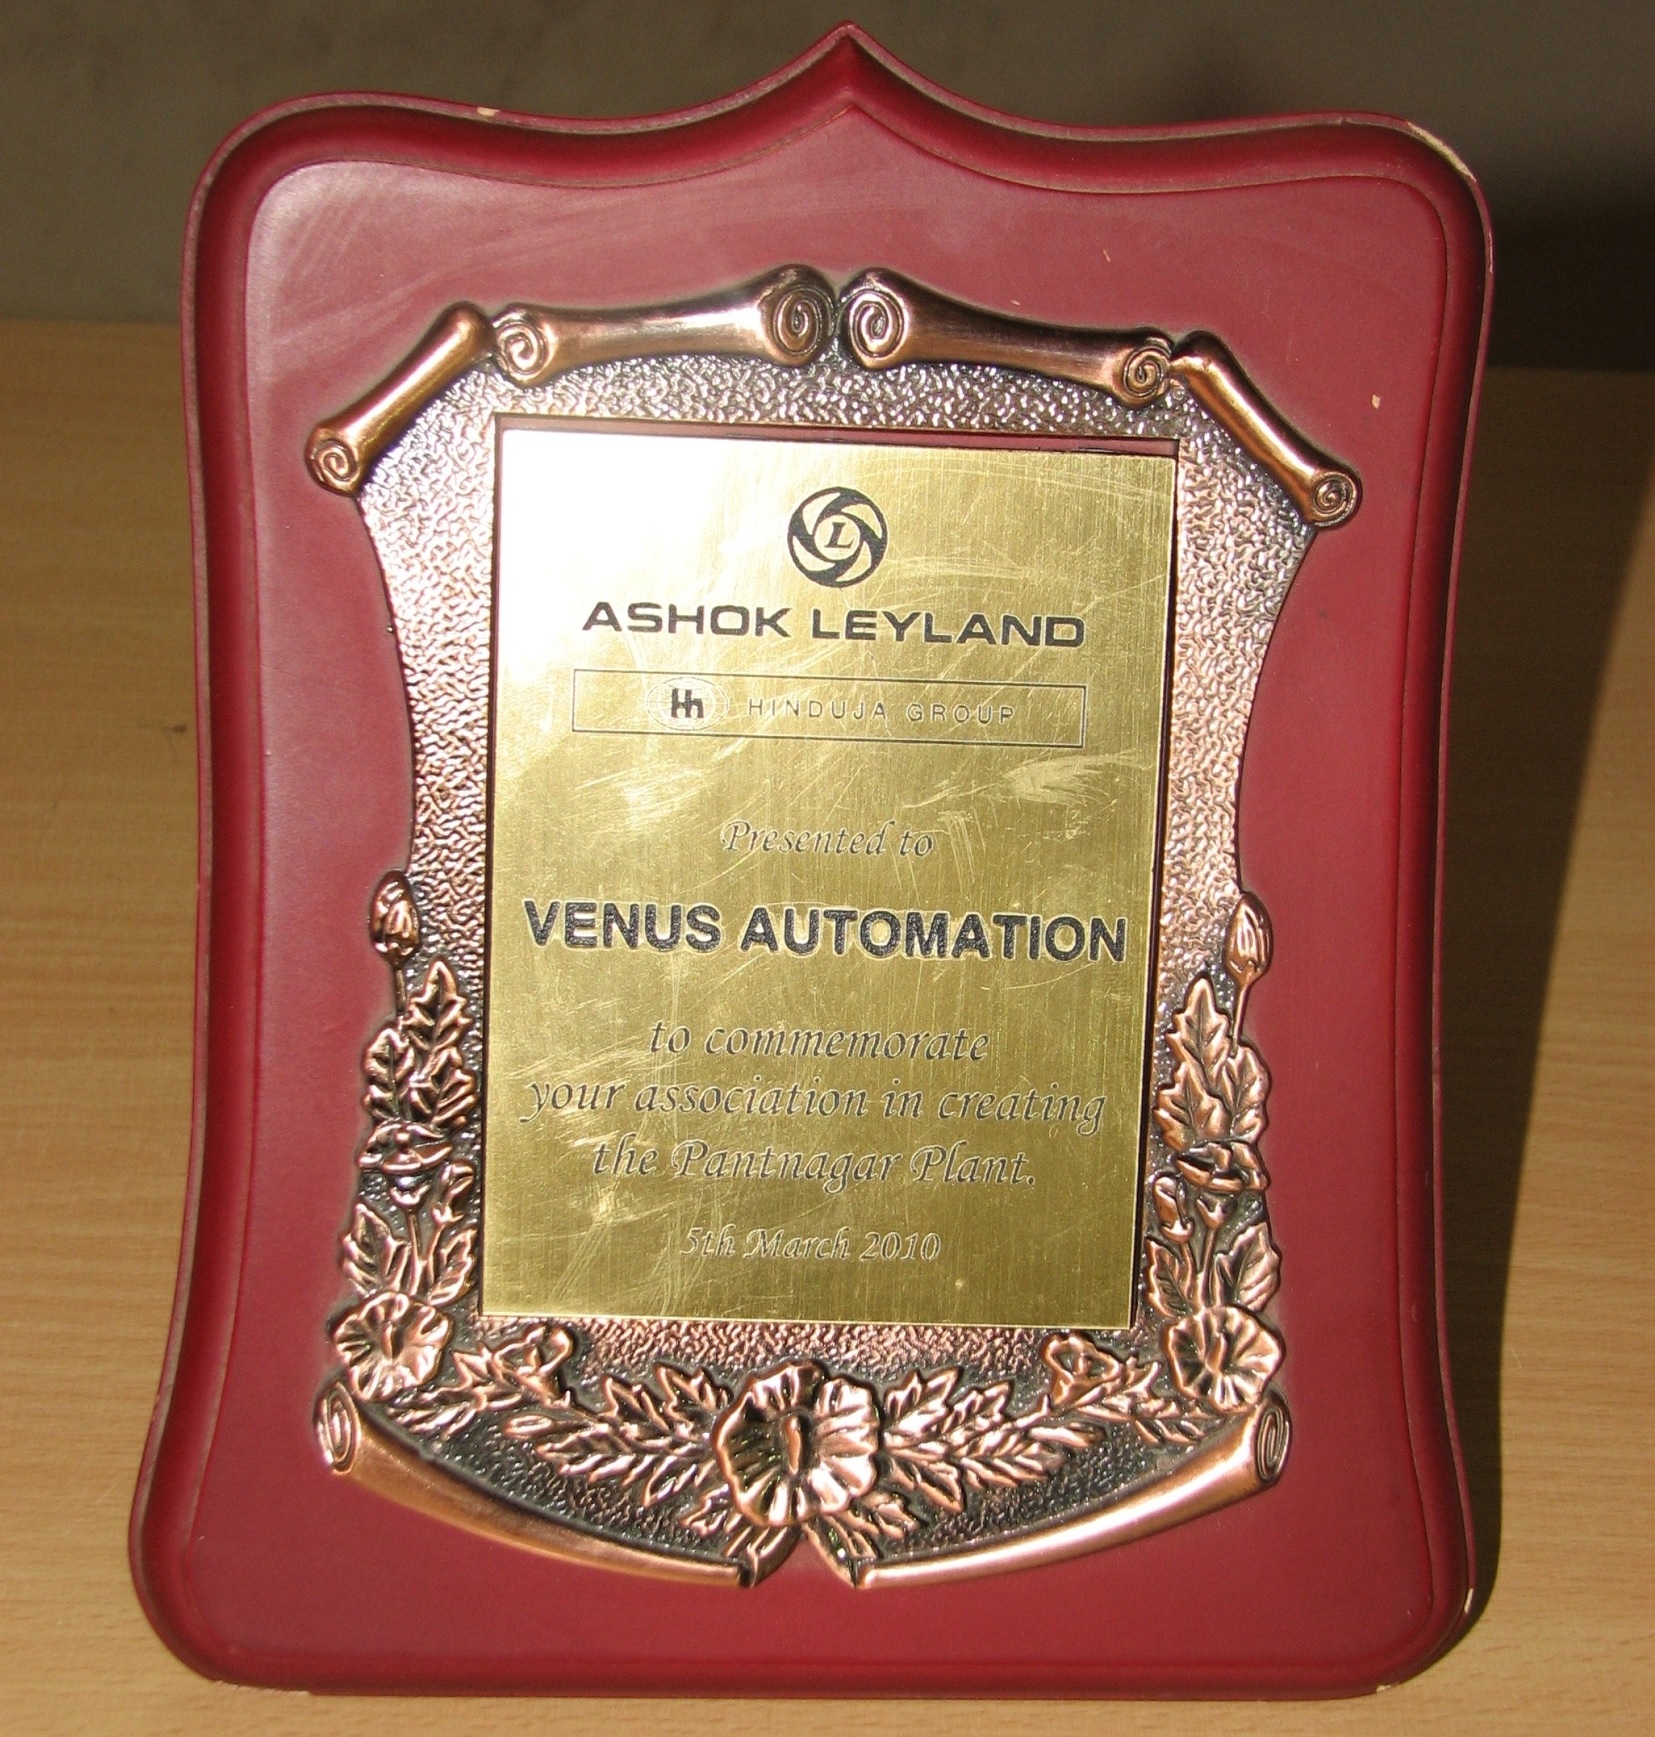 L
ASHOK LEYLAND
Hh HINDUJA GROUP
Presented to
VENUS AUTOMATION
to commemorate
your association in creating
the Pantnagar Plant.
5th March 2010